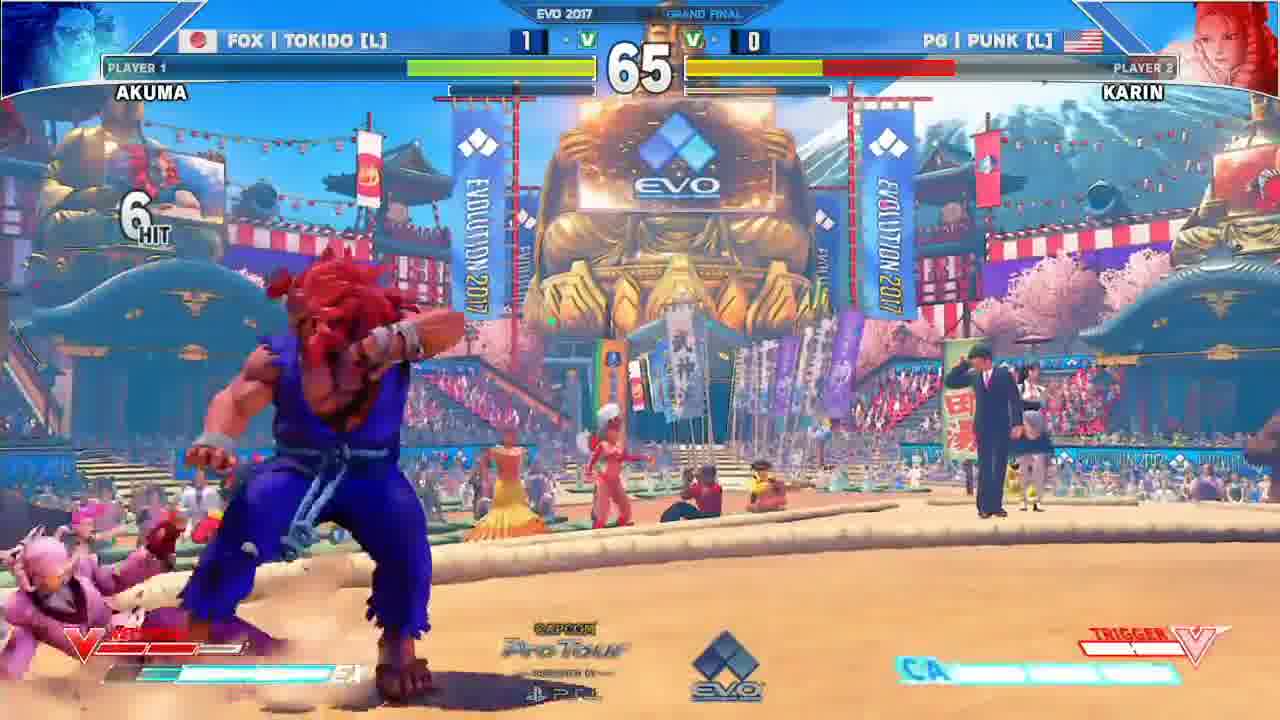 EVO 2017 GRAND FINAL
FOX | TOKIDO [L] 1 V 65 V 0 PG | PUNK [L]
PLAYER 1 PLAYER 2
AKUMA KARIN
EVO
EVOLUTION 2017
EVOLUTION 2017
6 HIT
V TRIGGER V
EX CA
CAPCOM
Pro Tour
EVO